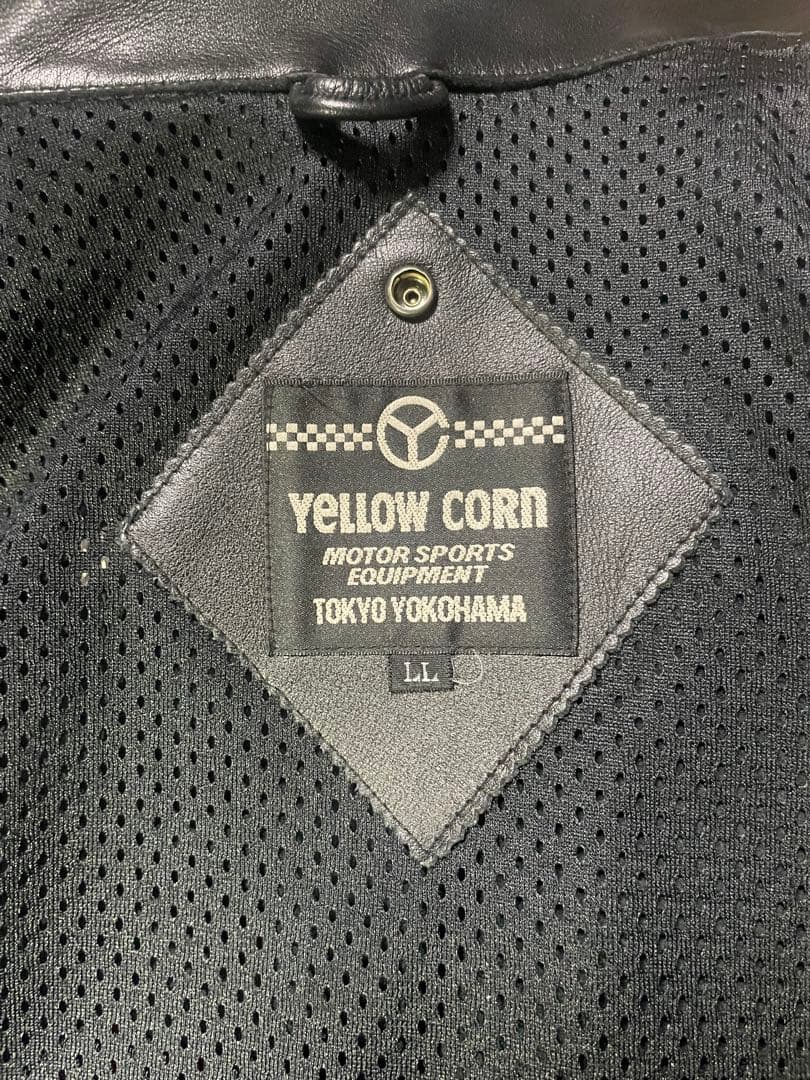 YeLLOW CORn
MOTOR SPORTS
EQUIPMENT
TOKYO YOKOHAMA
LL